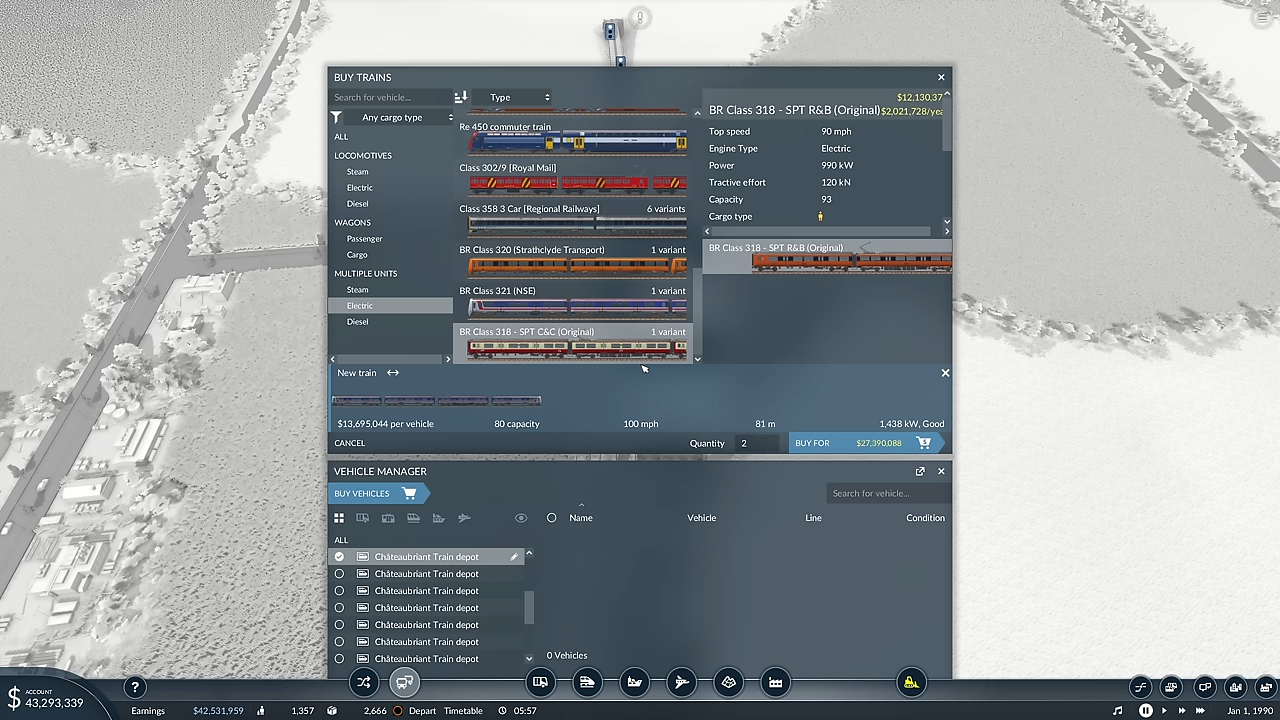 BUY TRAINS
Search for vehicle...
Type
Any cargo type
ALL
LOCOMOTIVES
Steam
Electric
Diesel
WAGONS
Passenger
Cargo
MULTIPLE UNITS
Steam
Electric
Diesel
Re 450 commuter train
Class 302/9 [Royal Mail]
Class 358 3 Car [Regional Railways] 6 variants
BR Class 320 (Strathclyde Transport) 1 variant
BR Class 321 (NSE) 1 variant
BR Class 318 - SPT C&C (Original) 1 variant
$12,130,37
BR Class 318 - SPT R&B (Original) $2,021,728/yea
Top speed 90 mph
Engine Type Electric
Power 990 kW
Tractive effort 120 kN
Capacity 93
Cargo type
BR Class 318 - SPT R&B (Original)
New train
$13,695,044 per vehicle 80 capacity 100 mph 81 m 1,438 kW, Good
CANCEL Quantity 2 BUY FOR $27,390,088
VEHICLE MANAGER
BUY VEHICLES Search for vehicle...
Name Vehicle Line Condition
ALL
Châteaubriant Train depot
Châteaubriant Train depot
Châteaubriant Train depot
Châteaubriant Train depot
Châteaubriant Train depot
Châteaubriant Train depot
Châteaubriant Train depot
0 Vehicles
ACCOUNT
$ 43,293,339
?
Earnings $42,531,959 1,357 2,666 Depart Timetable 05:57 Jan 1, 1990